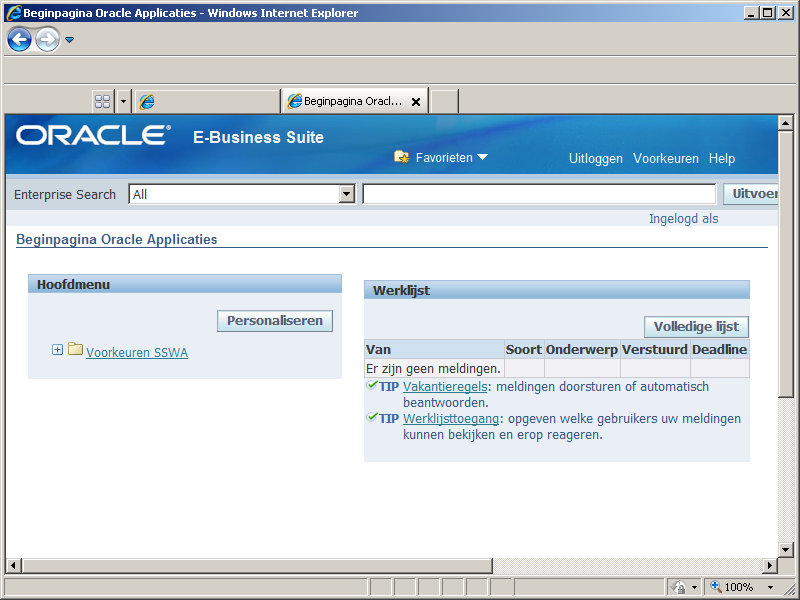 Beginpagina Oracle Applicaties - Windows Internet Explorer
Beginpagina Oracl...
ORACLE® E-Business Suite
Favorieten
Uitloggen Voorkeuren Help
Enterprise Search All Uitvoer
Ingelogd als
Beginpagina Oracle Applicaties
Hoofdmenu
Personaliseren
Voorkeuren SSWA
Werklijst
Volledige lijst
Van Soort Onderwerp Verstuurd Deadline
Er zijn geen meldingen.
TIP Vakantieregels: meldingen doorsturen of automatisch
beantwoorden.
TIP Werklijsttoegang: opgeven welke gebruikers uw meldingen
kunnen bekijken en erop reageren.
100%